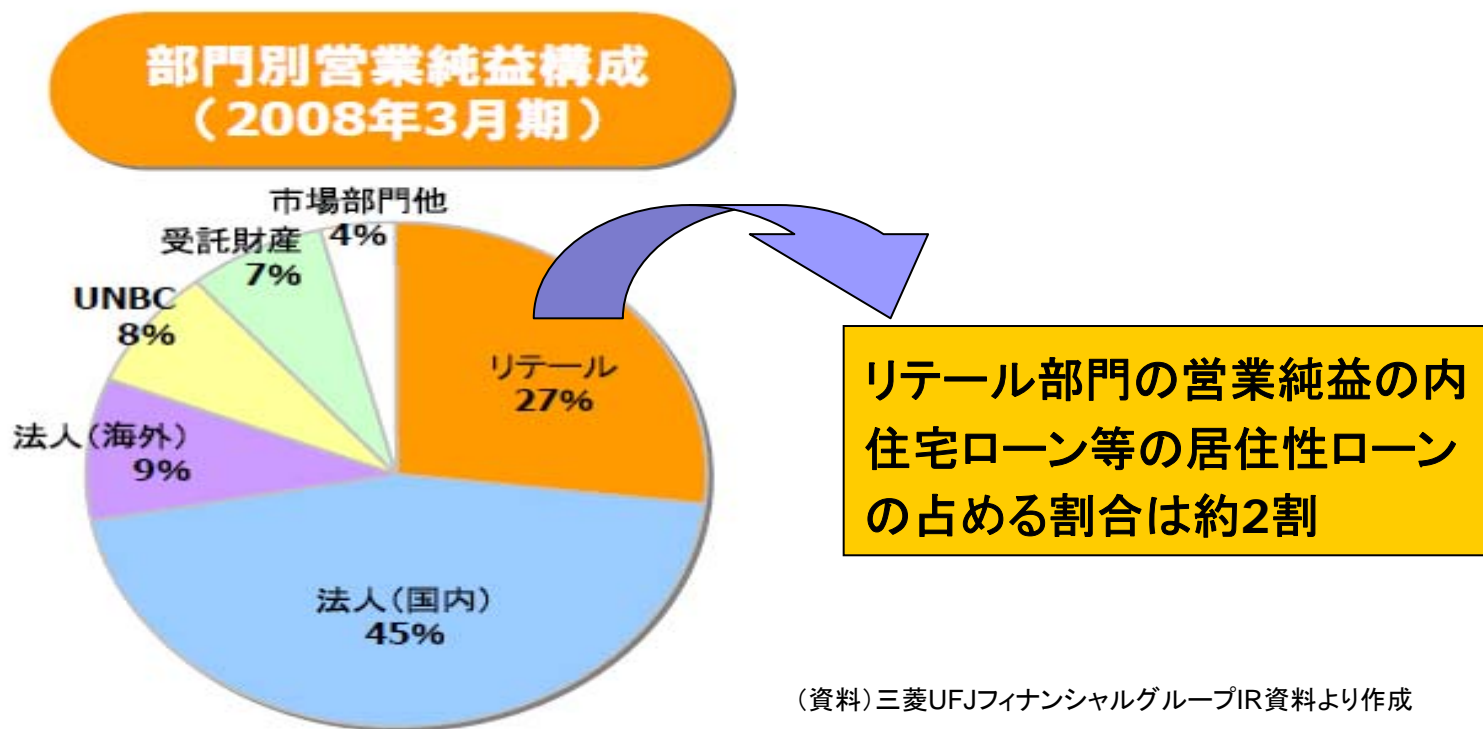 部門別営業純益構成
（2008年3月期）
市場部門他
4%
受託財産
7%
UNBC
8%
リテール
27%
法人（海外）
9%
法人（国内）
45%
リテール部門の営業純益の内
住宅ローン等の居住性ローン
の占める割合は約2割
（資料）三菱UFJフィナンシャルグループIR資料より作成